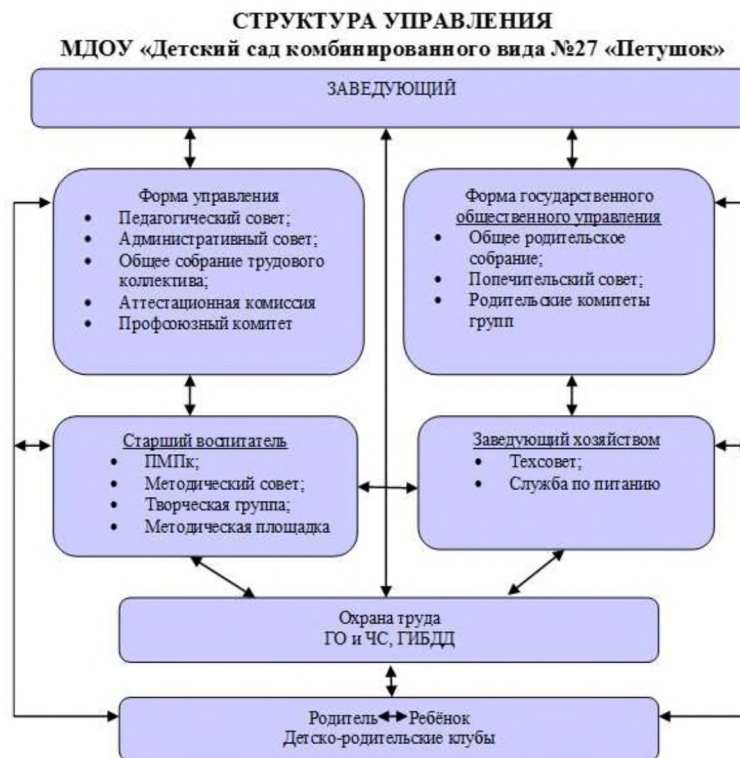 СТРУКТУРА УПРАВЛЕНИЯ
МДОУ «Детский сад комбинированного вида №27 «Петушок»
ЗАВЕДУЮЩИЙ
Форма управления
• Педагогический совет;
• Административный совет;
• Общее собрание трудового
коллектива;
• Аттестационная комиссия
• Профсоюзный комитет
Форма государственного
общественного управления
• Общее родительское
собрание;
• Попечительский совет;
• Родительские комитеты
групп
Старший воспитатель
• ПМПк;
• Методический совет;
• Творческая группа;
• Методическая площадка
Заведующий хозяйством
• Техсовет;
• Служба по питанию
Охрана труда
ГО и ЧС, ГИБДД
Родитель Ребёнок
Детско-родительские клубы